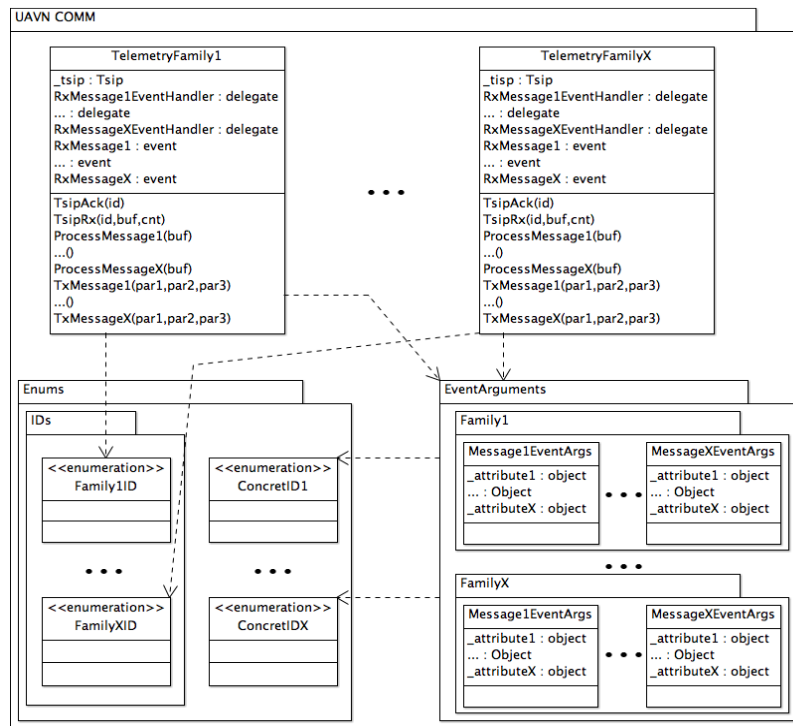 UAVN COMM
TelemetryFamily1
_tsip : Tsip
RxMessage1EventHandler : delegate
... : delegate
RxMessageXEventHandler : delegate
RxMessage1 : event
... : event
RxMessageX : event
TsipAck(id)
TsipRx(id,buf,cnt)
ProcessMessage1(buf)
...()
ProcessMessageX(buf)
TxMessage1(par1,par2,par3)
...()
TxMessageX(par1,par2,par3)
TelemetryFamilyX
_tisp : Tsip
RxMessage1EventHandler : delegate
... : delegate
RxMessageXEventHandler : delegate
RxMessage1 : event
... : event
RxMessageX : event
TsipAck(id)
TsipRx(id,buf,cnt)
ProcessMessage1(buf)
...()
ProcessMessageX(buf)
TxMessage1(par1,par2,par3)
...()
TxMessageX(par1,par2,par3)
Enums
IDs
<<enumeration>>
Family1ID
<<enumeration>>
FamilyXID
<<enumeration>>
ConcretID1
<<enumeration>>
ConcretIDX
EventArguments
Family1
Message1EventArgs
_attribute1 : object
... : Object
_attributeX : object
MessageXEventArgs
_attribute1 : object
... : Object
_attributeX : object
FamilyX
Message1EventArgs
_attribute1 : object
... : Object
_attributeX : object
MessageXEventArgs
_attribute1 : object
... : Object
_attributeX : object